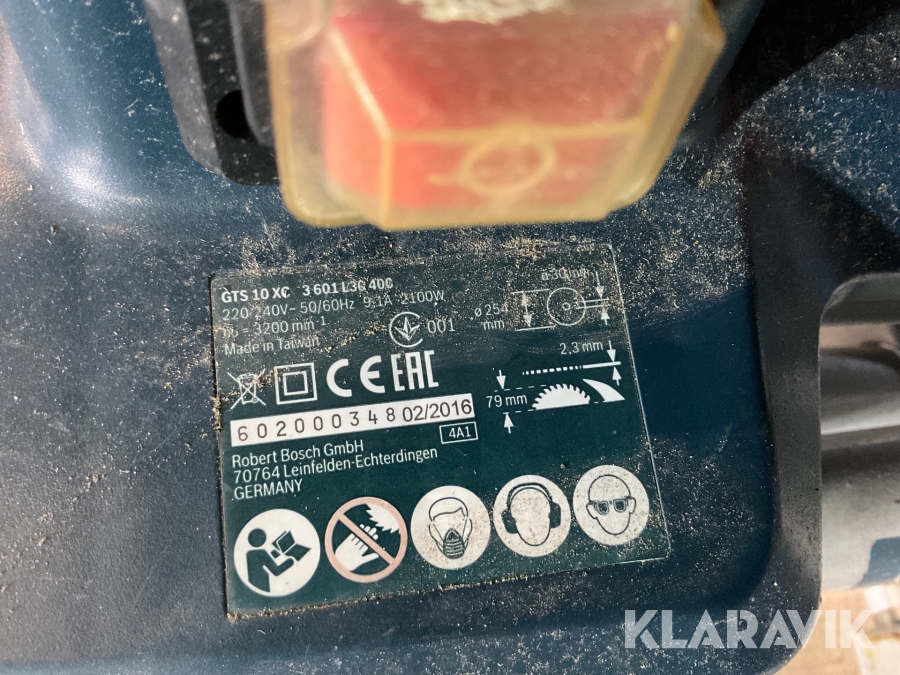 GTS 10 XC 3 601 L30 400
220-240V~ 50/60Hz 9.1A 2100W
- 3200 min-1
Made in Taiwan
001
ø 30 mm
ø 254 mm
2,3 mm
79 mm
CE EAC
602000348 02/2016
4A1
Robert Bosch GmbH
70764 Leinfelden-Echterdingen
GERMANY
KLARAVIK